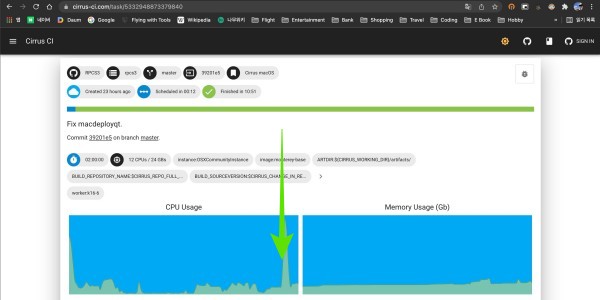 cirrus-ci.com/task/5332948873379840
앱 네이버 Daum YouTube Flying with Tools Wikipedia 나무위키 Flight Entertainment Bank Shopping Travel Coding E Book Hobby » 읽기 목록
Cirrus CI SIGN IN
RPCS3 rpcs3 master 39201e5 Cirrus macOS
Created 23 hours ago Scheduled in 00:12 Finished in 10:51
Fix macdeployqt.
Commit 39201e5 on branch master.
02:00:00 12 CPUs / 24 GBs instance:OSXCommunityInstance image:monterey-base ARTDIR:$(CIRRUS_WORKING_DIR)/artifacts/
BUILD_REPOSITORY_NAME:$CIRRUS_REPO_FULL_... BUILD_SOURCEVERSION:$CIRRUS_CHANGE_IN_RE...
CPU Usage Memory Usage (Gb)